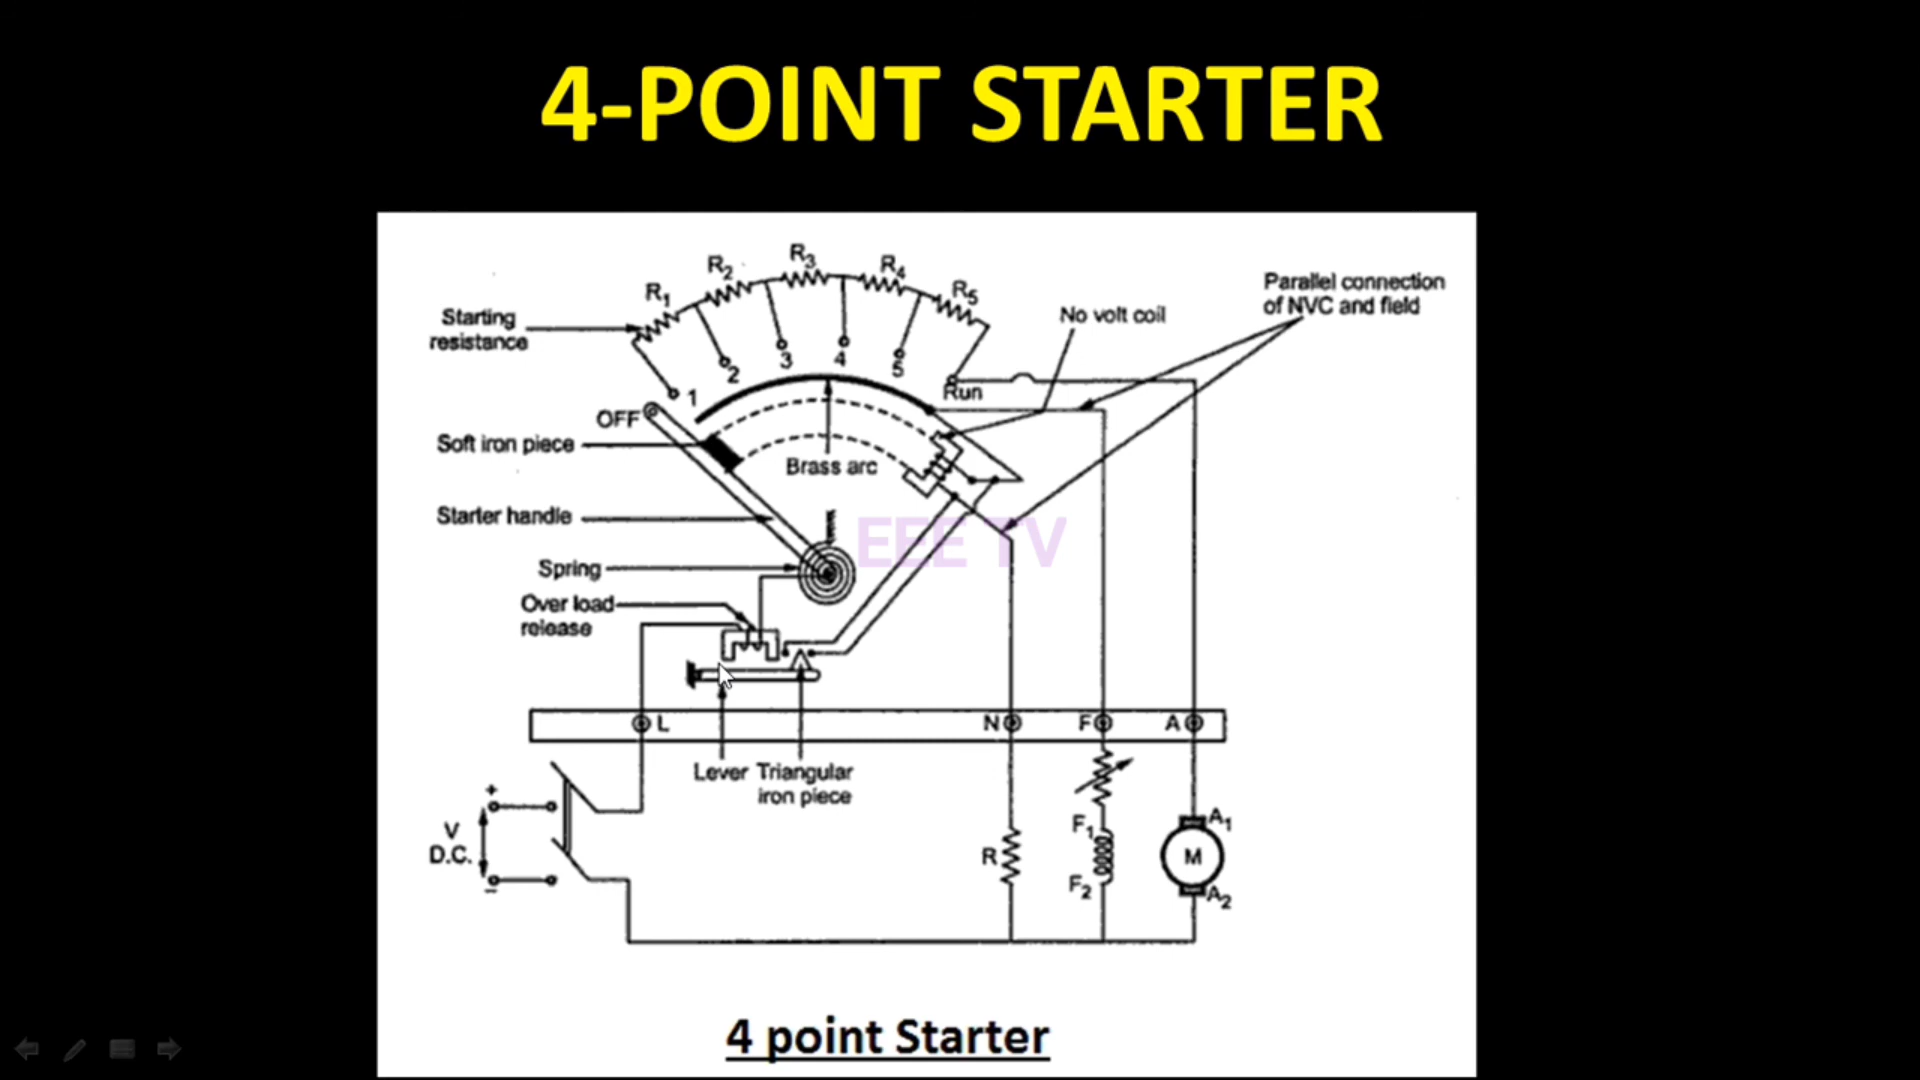 4-POINT STARTER
R1
R2
R3
R4
R5
Starting
resistance
No volt coil
Parallel connection
of NVC and field
1
2
3
4
5
Run
OFF
Soft iron piece
Brass arc
Starter handle
EEE TV
Spring
Over load
release
L
N
F
A
Lever
Triangular
iron piece
+
V
D.C.
–
R
F1
F2
A1
M
A2
4 point Starter